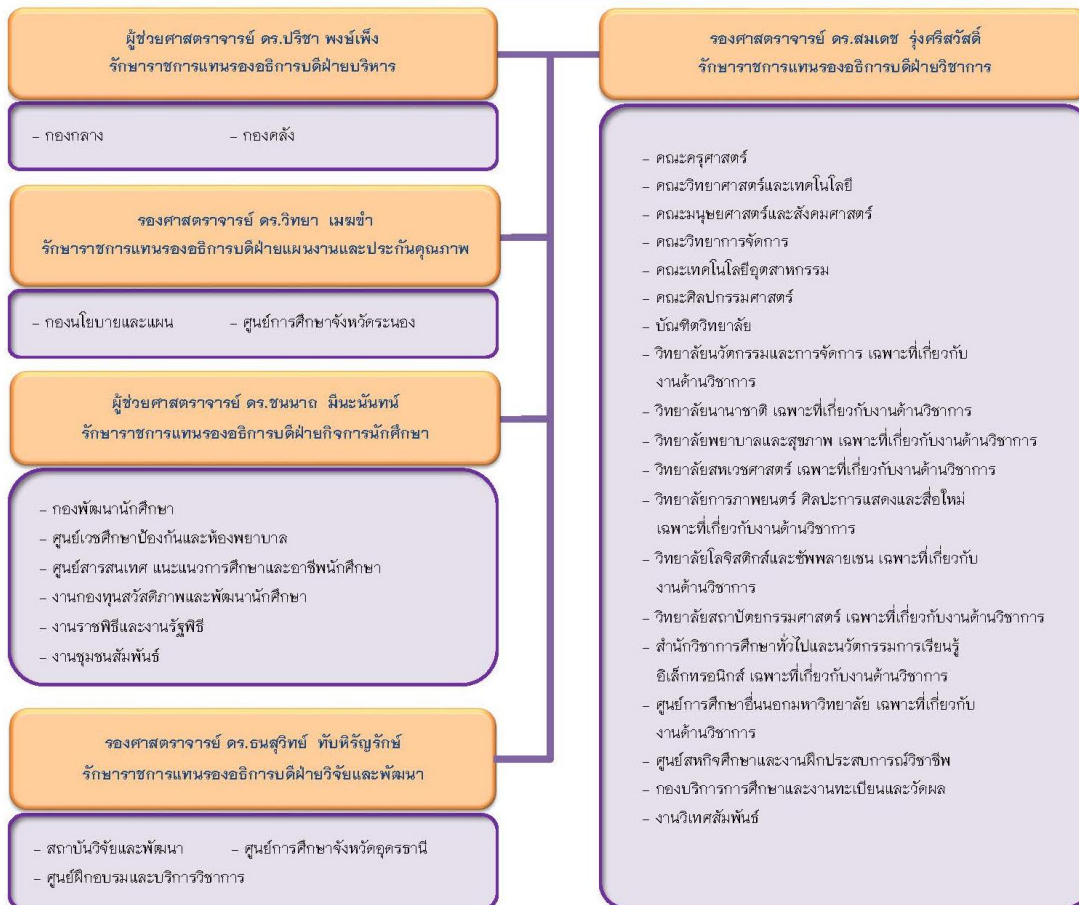 ผู้ช่วยศาสตราจารย์ ดร.ปรีชา พงษ์เพ็ง
รักษาราชการแทนรองอธิการบดีฝ่ายบริหาร
– กองกลาง – กองคลัง
รองศาสตราจารย์ ดร.วิทยา เมฆขำ
รักษาราชการแทนรองอธิการบดีฝ่ายแผนงานและประกันคุณภาพ
– กองนโยบายและแผน – ศูนย์การศึกษาจังหวัดระนอง
ผู้ช่วยศาสตราจารย์ ดร.ชนนาถ มีนะนันทน์
รักษาราชการแทนรองอธิการบดีฝ่ายกิจการนักศึกษา
– กองพัฒนานักศึกษา
– ศูนย์เวชศึกษาป้องกันและห้องพยาบาล
– ศูนย์สารสนเทศ แนะแนวการศึกษาและอาชีพนักศึกษา
– งานกองทุนสวัสดิภาพและพัฒนานักศึกษา
– งานราชพิธีและงานรัฐพิธี
– งานชุมชนสัมพันธ์
รองศาสตราจารย์ ดร.ธนสุวิทย์ ทับหิรัญรักษ์
รักษาราชการแทนรองอธิการบดีฝ่ายวิจัยและพัฒนา
– สถาบันวิจัยและพัฒนา – ศูนย์การศึกษาจังหวัดอุดรธานี
– ศูนย์ฝึกอบรมและบริการวิชาการ
รองศาสตราจารย์ ดร.สมเดช รุ่งศรีสวัสดิ์
รักษาราชการแทนรองอธิการบดีฝ่ายวิชาการ
– คณะครุศาสตร์
– คณะวิทยาศาสตร์และเทคโนโลยี
– คณะมนุษยศาสตร์และสังคมศาสตร์
– คณะวิทยาการจัดการ
– คณะเทคโนโลยีอุตสาหกรรม
– คณะศิลปกรรมศาสตร์
– บัณฑิตวิทยาลัย
– วิทยาลัยนวัตกรรมและการจัดการ เฉพาะที่เกี่ยวกับ
งานด้านวิชาการ
– วิทยาลัยนานาชาติ เฉพาะที่เกี่ยวกับงานด้านวิชาการ
– วิทยาลัยพยาบาลและสุขภาพ เฉพาะที่เกี่ยวกับงานด้านวิชาการ
– วิทยาลัยสหเวชศาสตร์ เฉพาะที่เกี่ยวกับงานด้านวิชาการ
– วิทยาลัยการภาพยนตร์ ศิลปะการแสดงและสื่อใหม่
เฉพาะที่เกี่ยวกับงานด้านวิชาการ
– วิทยาลัยโลจิสติกส์และซัพพลายเชน เฉพาะที่เกี่ยวกับ
งานด้านวิชาการ
– วิทยาลัยสถาปัตยกรรมศาสตร์ เฉพาะที่เกี่ยวกับงานด้านวิชาการ
– สำนักวิชาการศึกษาทั่วไปและนวัตกรรมการเรียนรู้
อิเล็กทรอนิกส์ เฉพาะที่เกี่ยวกับงานด้านวิชาการ
– ศูนย์การศึกษาอื่นนอกมหาวิทยาลัย เฉพาะที่เกี่ยวกับ
งานด้านวิชาการ
– ศูนย์สหกิจศึกษาและงานฝึกประสบการณ์วิชาชีพ
– กองบริการการศึกษาและงานทะเบียนและวัดผล
– งานวิเทศสัมพันธ์